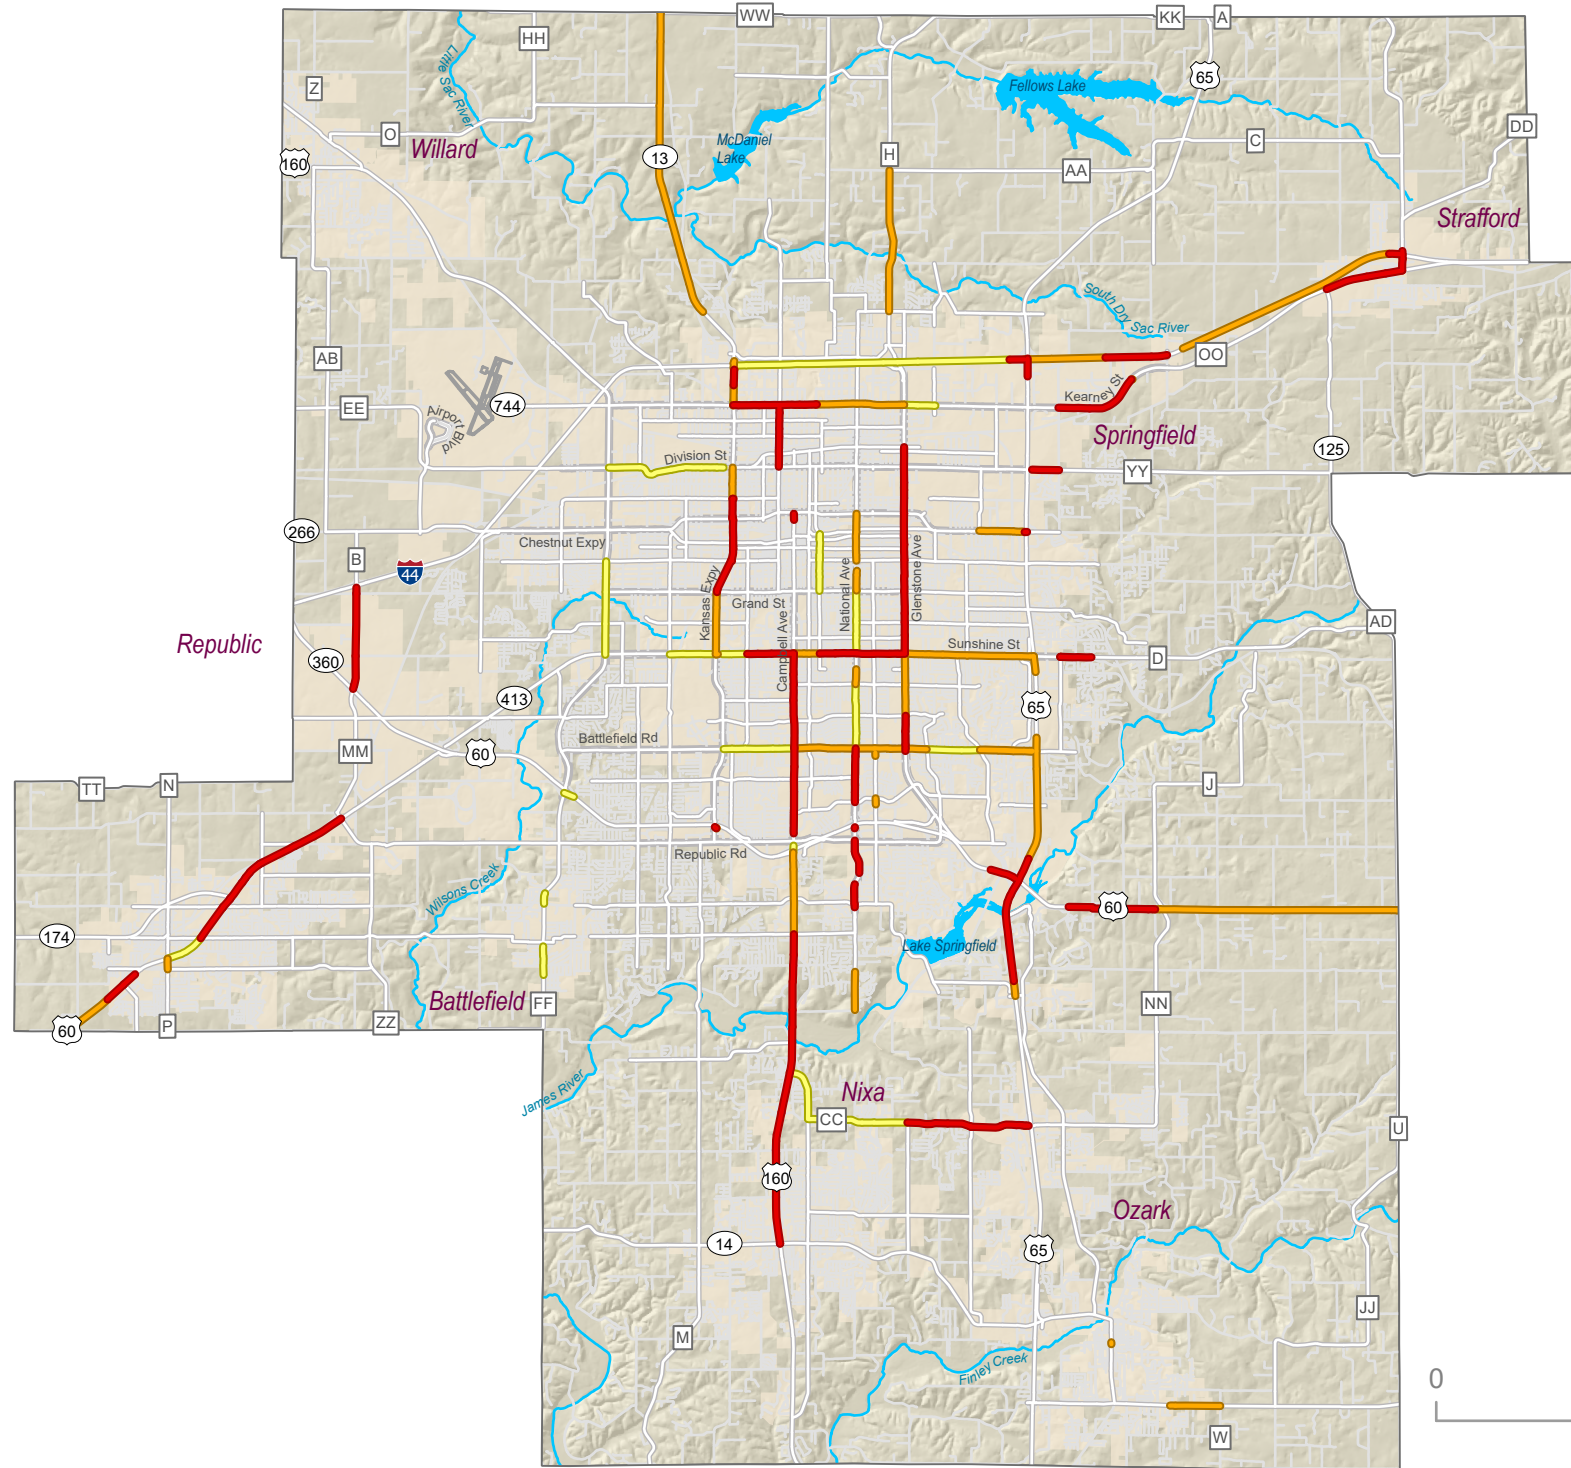 WW
KK
A
HH
Little Sac River
65
Z
Fellows Lake
O
Willard
McDaniel
Lake
DD
C
160
13
H
AA
Strafford
South Dry Sac River
AB
OO
EE
Airport Blvd
744
Kearney St
Springfield
125
Division St
YY
266
Chestnut Expy
B
44
Kansas Expy
Grand St
Campbell Ave
National Ave
Glenstone Ave
AD
Republic
360
Sunshine St
D
413
65
MM
60
Battlefield Rd
TT
N
J
Republic Rd
Wilsons Creek
60
174
Lake Springfield
Battlefield
FF
NN
60
P
ZZ
James River
Nixa
CC
U
160
Ozark
14
65
M
JJ
Finley Creek
0
W